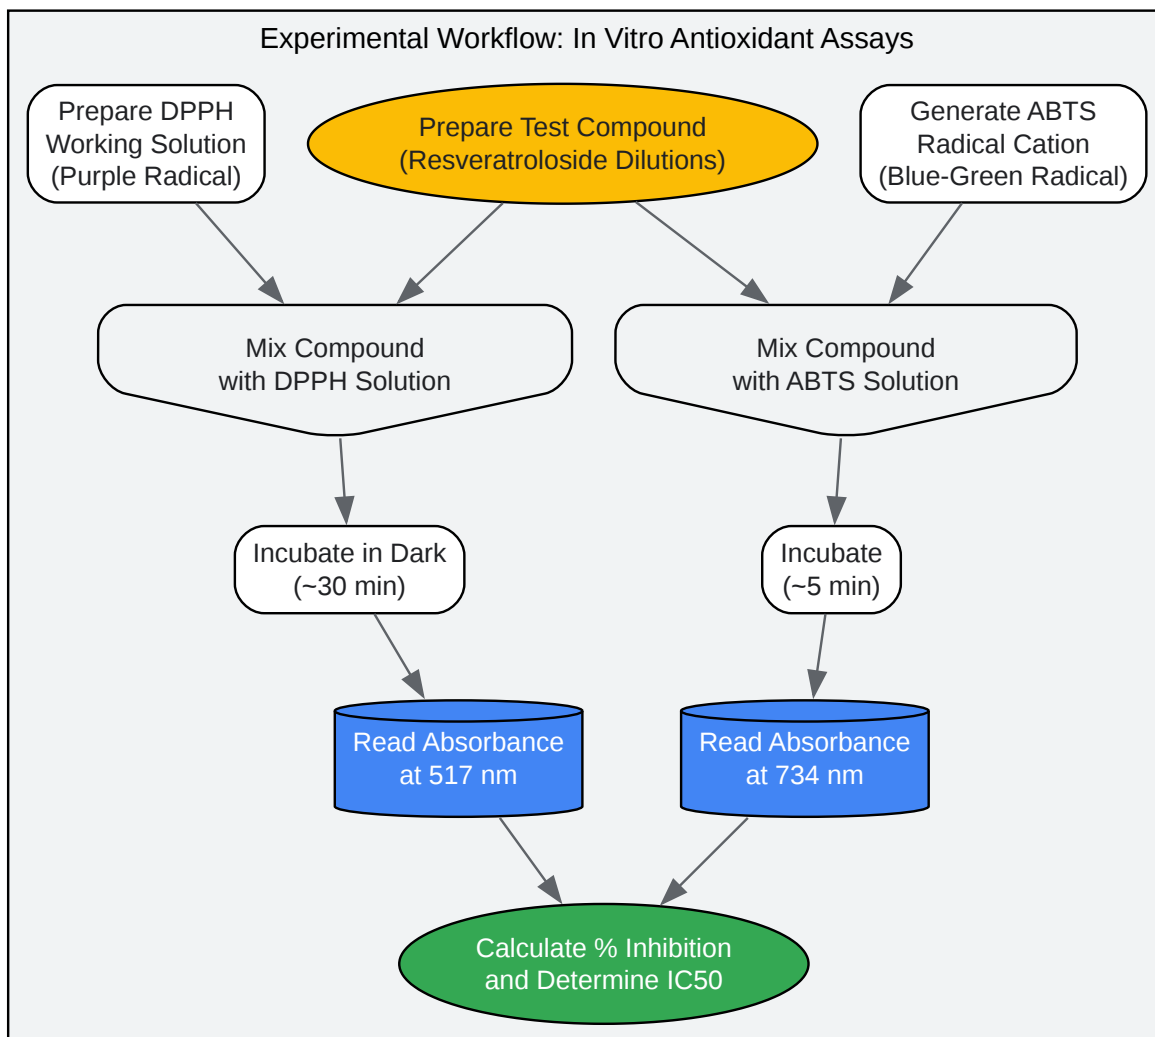 Experimental Workflow: In Vitro Antioxidant Assays
Prepare DPPH
Working Solution
(Purple Radical)
Prepare Test Compound
(Resveratroloside Dilutions)
Generate ABTS
Radical Cation
(Blue-Green Radical)
Mix Compound
with DPPH Solution
Mix Compound
with ABTS Solution
Incubate in Dark
(~30 min)
Incubate
(~5 min)
Read Absorbance
at 517 nm
Read Absorbance
at 734 nm
Calculate % Inhibition
and Determine IC50